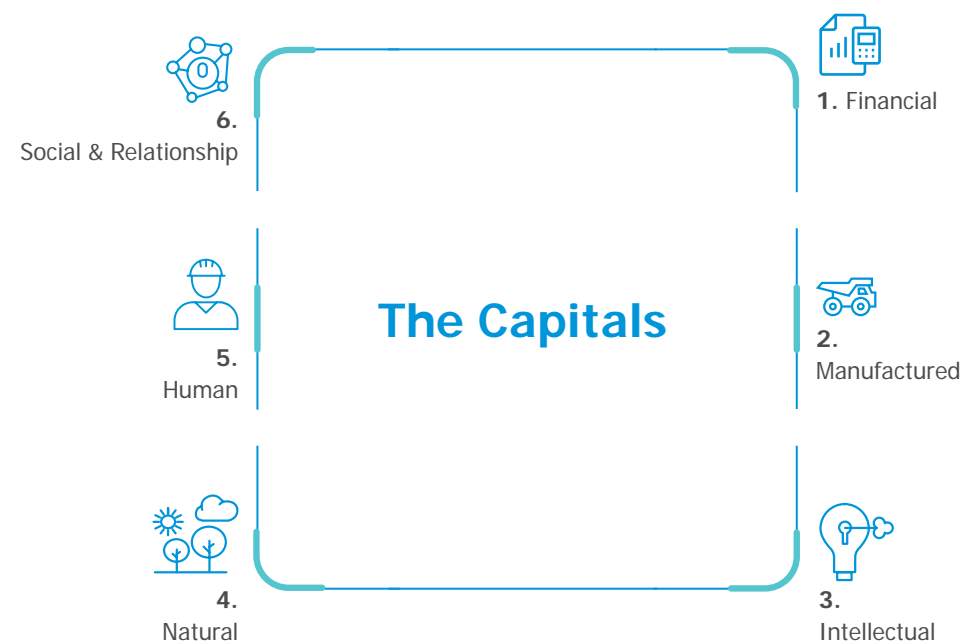 The Capitals
1. Financial
2.
Manufactured
3.
Intellectual
4.
Natural
5.
Human
6.
Social & Relationship